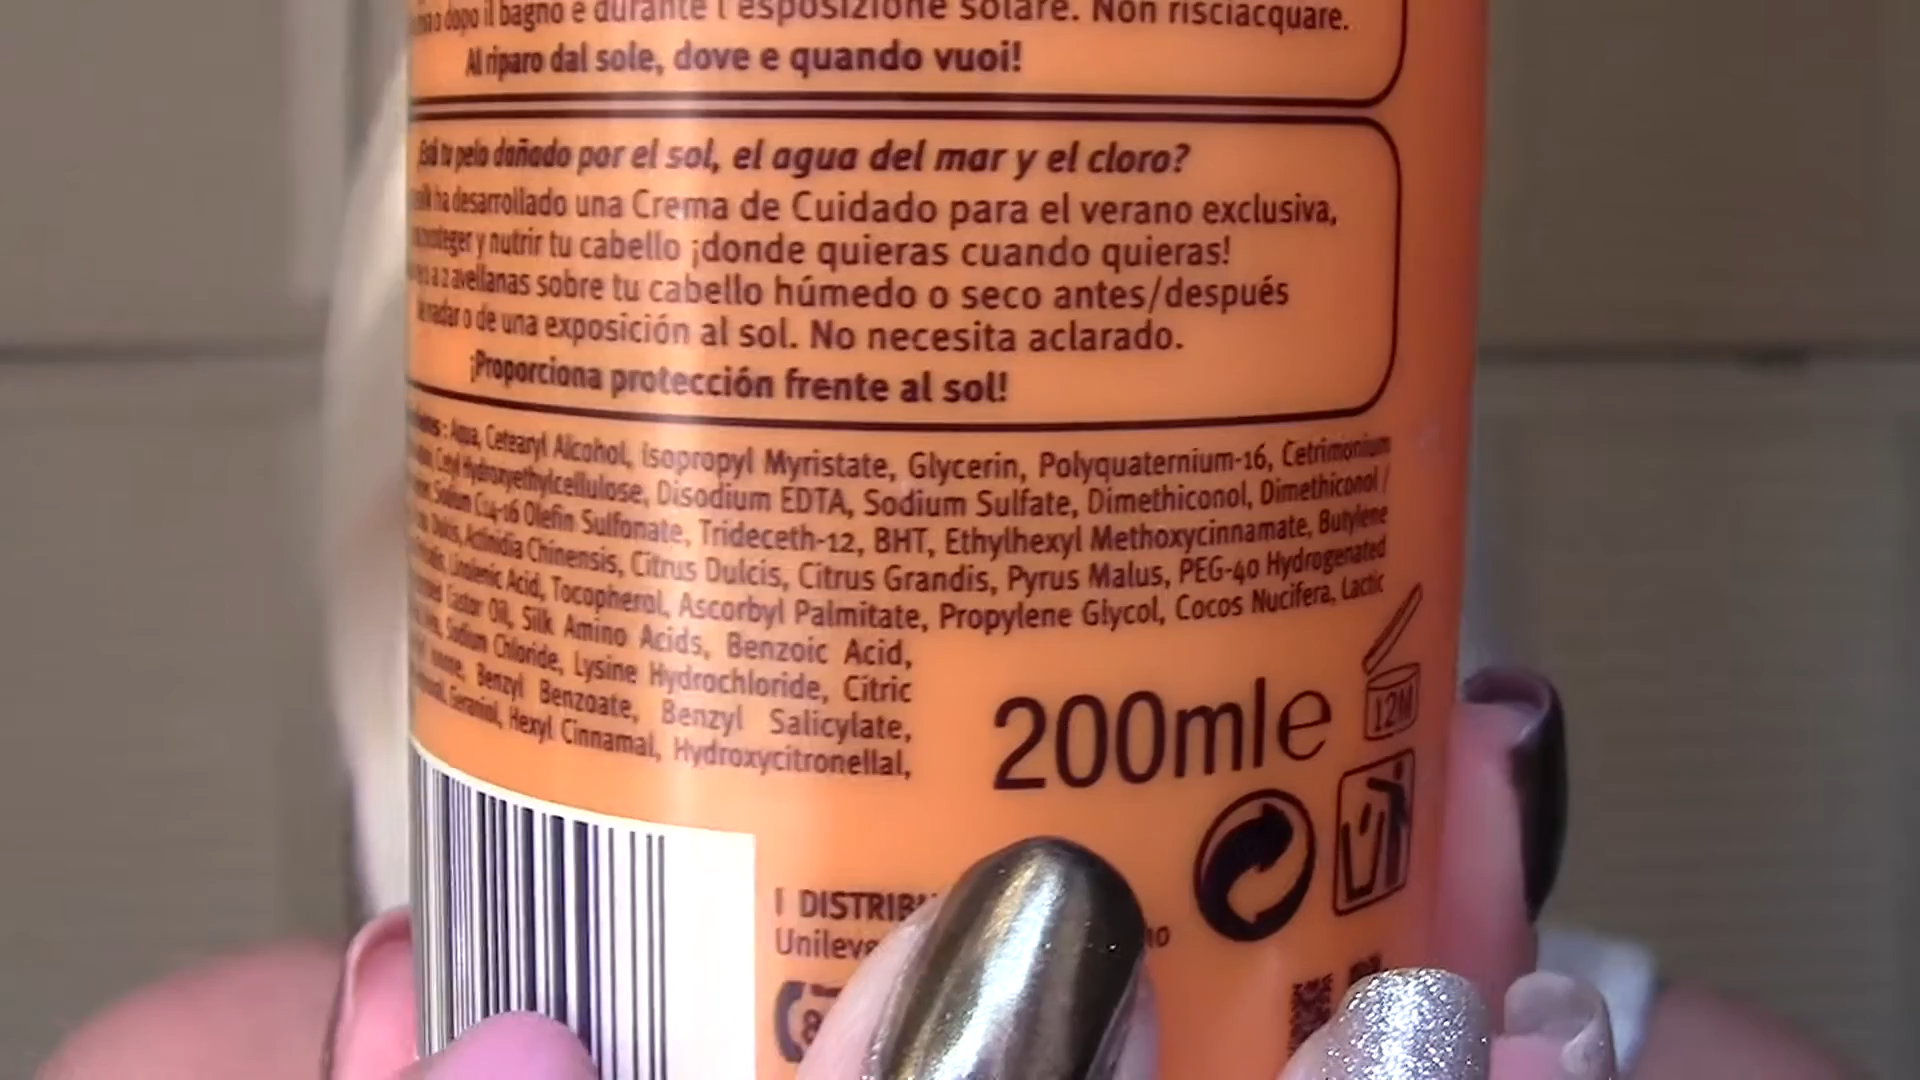 dopo il bagno e durante l'esposizione solare. Non risciacquare.
Al riparo dal sole, dove e quando vuoi!
Está tu pelo dañado por el sol, el agua del mar y el cloro?
ha desarrollado una Crema de Cuidado para el verano exclusiva,
y nutrir tu cabello ¡donde quieras cuando quieras!
a 2 avellanas sobre tu cabello húmedo o seco antes/después
nadar o de una exposición al sol. No necesita aclarado.
¡Proporciona protección frente al sol!
: Aqua, Cetearyl Alcohol, Isopropyl Myristate, Glycerin, Polyquaternium-16, Cetrimonium
Cetyl Hydroxyethylcellulose, Disodium EDTA, Sodium Sulfate, Dimethiconol, Dimethiconol /
Sodium C14-16 Olefin Sulfonate, Trideceth-12, BHT, Ethylhexyl Methoxycinnamate, Butylene
Dulcis, Actinidia Chinensis, Citrus Dulcis, Citrus Grandis, Pyrus Malus, PEG-40 Hydrogenated
Linolenic Acid, Tocopherol, Ascorbyl Palmitate, Propylene Glycol, Cocos Nucifera, Lactic
Castor Oil, Silk Amino Acids, Benzoic Acid,
Sodium Chloride, Lysine Hydrochloride, Citric
Benzyl Benzoate, Benzyl Salicylate,
Geraniol, Hexyl Cinnamal, Hydroxycitronellal,
200ml e
12M
I DISTRIB
Unileve